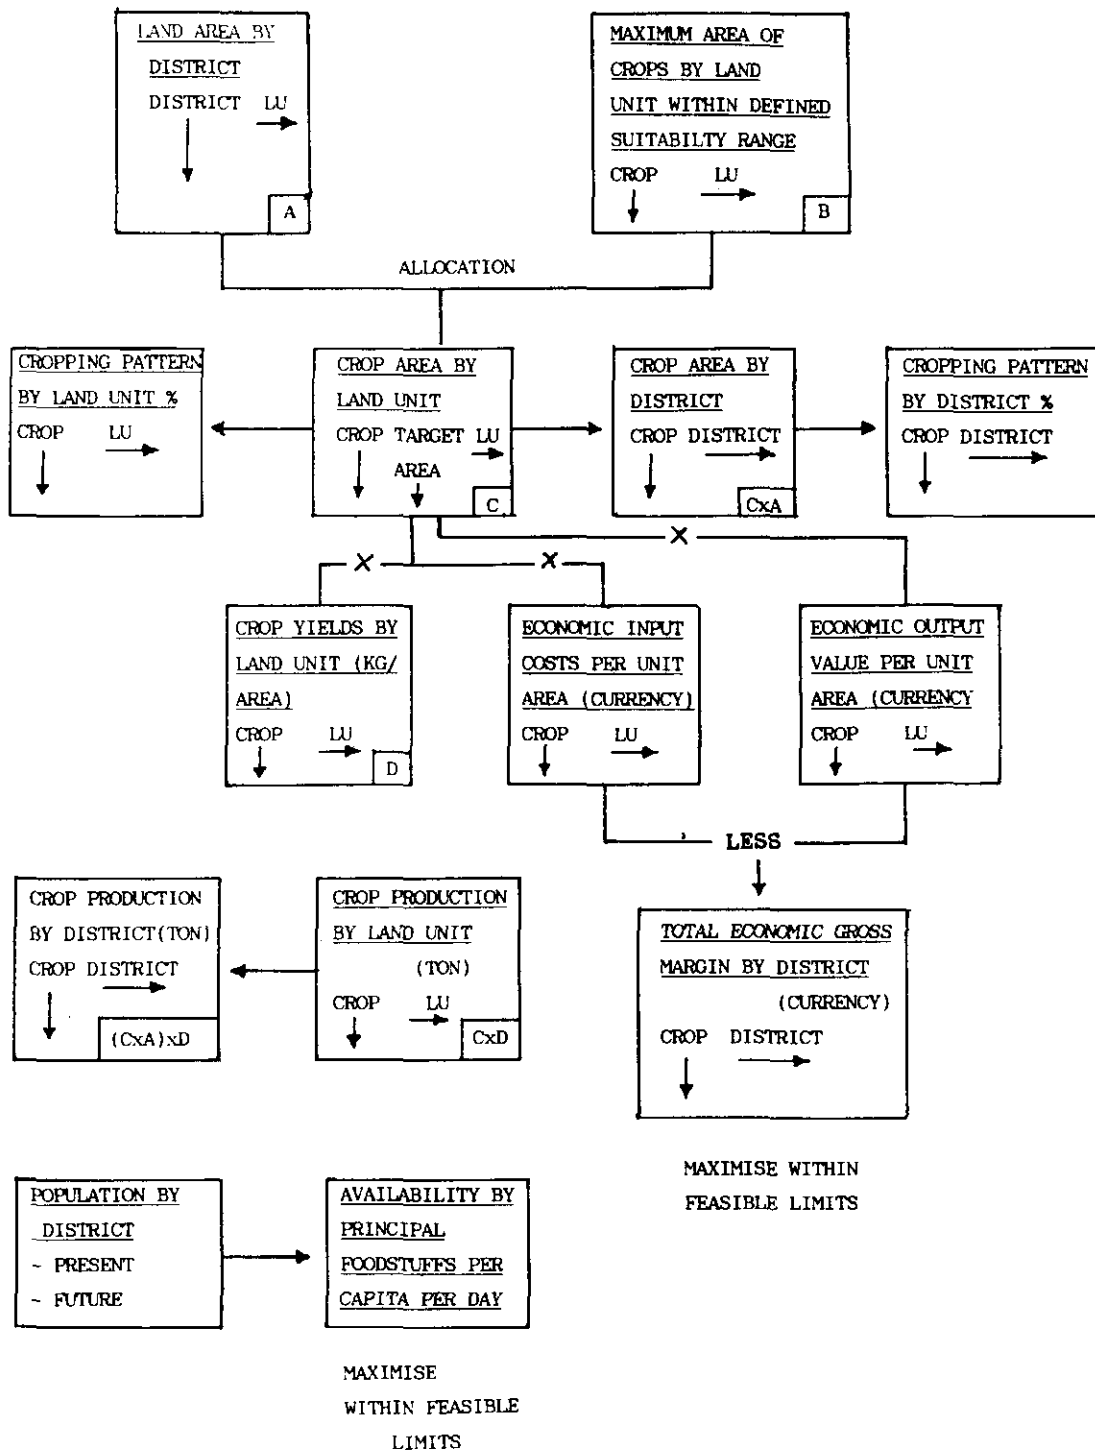 LAND AREA BY
DISTRICT
DISTRICT LU
A
MAXIMUM AREA OF
CROPS BY LAND
UNIT WITHIN DEFINED
SUITABILTY RANGE
CROP LU
B
ALLOCATION
CROPPING PATTERN
BY LAND UNIT %
CROP LU
CROP AREA BY
LAND UNIT
CROP TARGET LU
AREA
C
CROP AREA BY
DISTRICT
CROP DISTRICT
CxA
CROPPING PATTERN
BY DISTRICT %
CROP DISTRICT
X
X
X
CROP YIELDS BY
LAND UNIT (KG/
AREA)
CROP LU
D
ECONOMIC INPUT
COSTS PER UNIT
AREA (CURRENCY)
CROP LU
ECONOMIC OUTPUT
VALUE PER UNIT
AREA (CURRENCY
CROP LU
LESS
CROP PRODUCTION
BY DISTRICT(TON)
CROP DISTRICT
(CxA)xD
CROP PRODUCTION
BY LAND UNIT
(TON)
CROP LU
CxD
TOTAL ECONOMIC GROSS
MARGIN BY DISTRICT
(CURRENCY)
CROP DISTRICT
MAXIMISE WITHIN
FEASIBLE LIMITS
POPULATION BY
DISTRICT
- PRESENT
- FUTURE
AVAILABILITY BY
PRINCIPAL
FOODSTUFFS PER
CAPITA PER DAY
MAXIMISE
WITHIN FEASIBLE
LIMITS